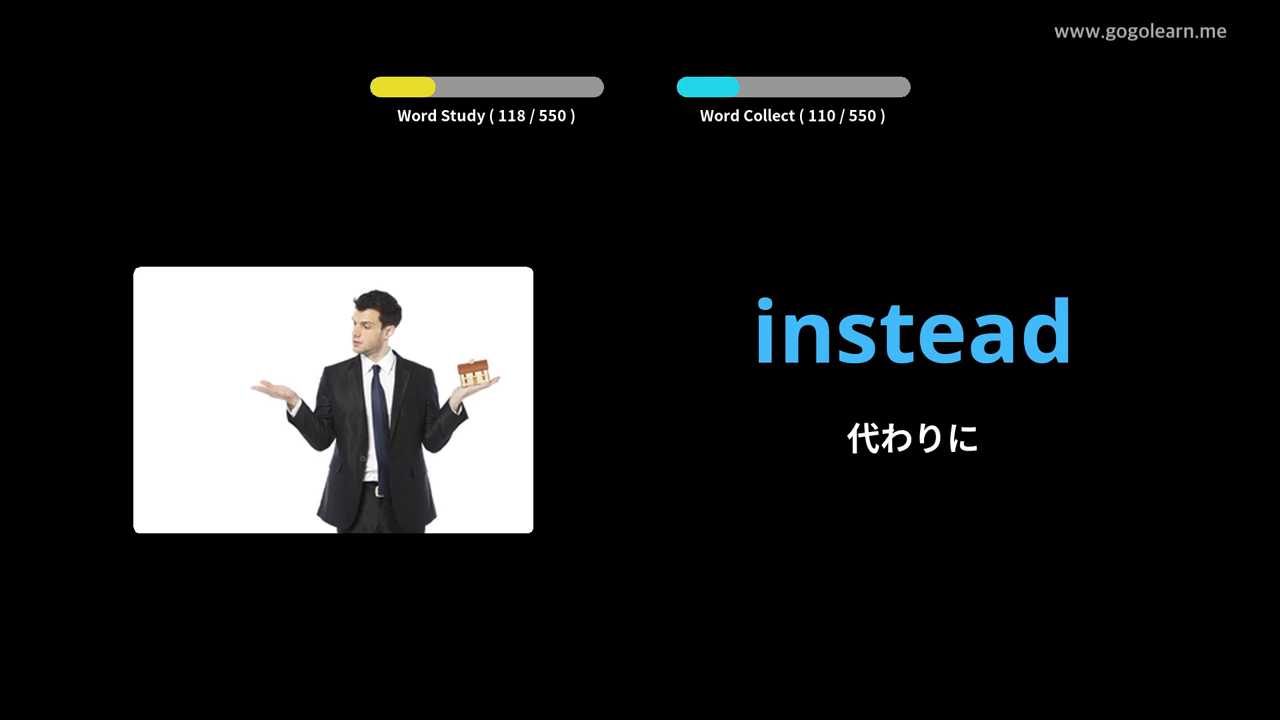 www.gogolearn.me
Word Study ( 118 / 550 )
Word Collect ( 110 / 550 )
instead
代わりに